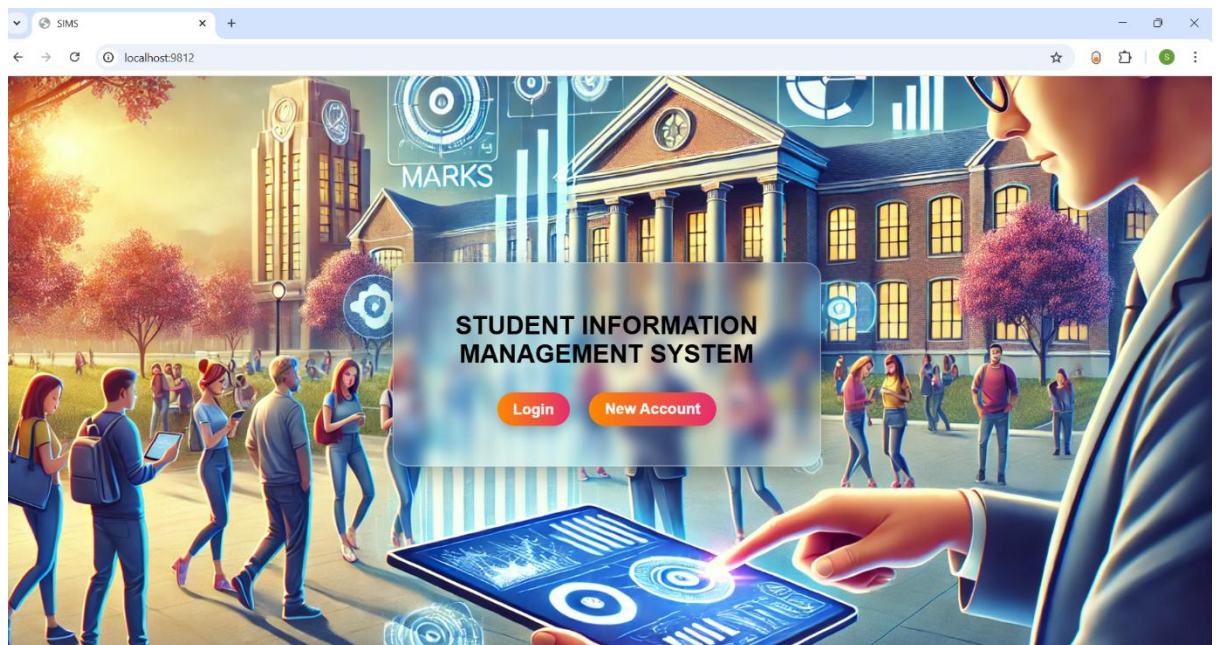 SIMS
localhost:9812
S
MARKS
STUDENT INFORMATION
MANAGEMENT SYSTEM
Login
New Account